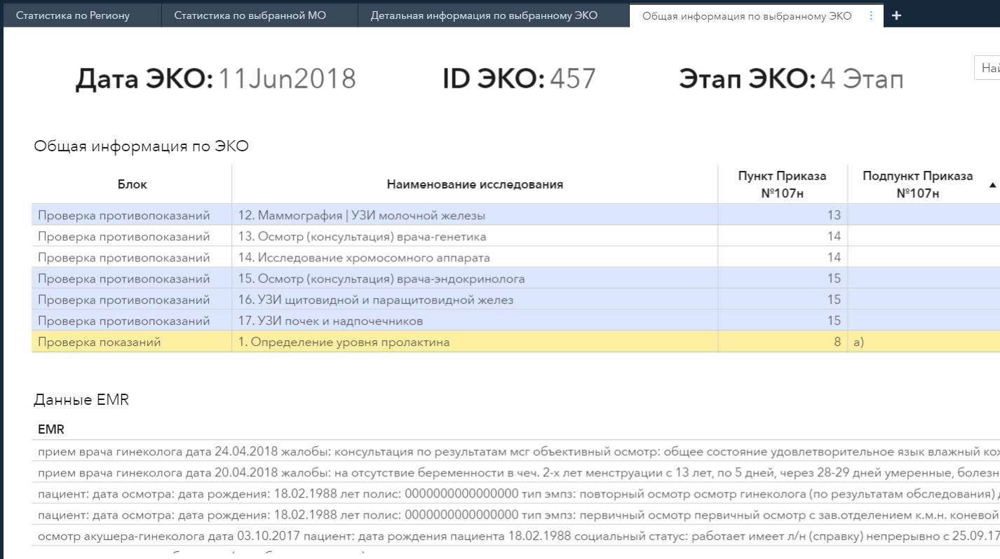 Статистика по Региону
Статистика по выбранной МО
Детальная информация по выбранному ЭКО
Общая информация по выбранному ЭКО
Дата ЭКО: 11Jun2018
ID ЭКО: 457
Этап ЭКО: 4 Этап
Общая информация по ЭКО
Блок Наименование исследования Пункт Приказа №107н Подпункт Приказа №107н
Проверка противопоказаний 12. Маммография | УЗИ молочной железы 13
Проверка противопоказаний 13. Осмотр (консультация) врача-генетика 14
Проверка противопоказаний 14. Исследование хромосомного аппарата 14
Проверка противопоказаний 15. Осмотр (консультация) врача-эндокринолога 15
Проверка противопоказаний 16. УЗИ щитовидной и паращитовидной желез 15
Проверка противопоказаний 17. УЗИ почек и надпочечников 15
Проверка показаний 1. Определение уровня пролактина 8 а)
Данные EMR
EMR
прием врача гинеколога дата 24.04.2018 жалобы: консультация по результатам мсг объективный осмотр: общее состояние удовлетворительное язык влажный
прием врача гинеколога дата 20.04.2018 жалобы: на отсутствие беременности в чеч. 2-х лет менструации с 13 лет, по 5 дней, через 28-29 дней умеренные,
пациент: дата осмотра: дата рождения: 18.02.1988 лет полис: 0000000000000000 тип эмпз: повторный осмотр осмотр гинеколога (по результатам обследования)
пациент: дата осмотра: дата рождения: 18.02.1988 лет полис: 0000000000000000 тип эмпз: первичный осмотр первичный осмотр с зав.отделением к.м.н. коневой
осмотр акушера-гинеколога дата 03.10.2017 пациент: дата рождения пациента 18.02.1988 социальный статус: работает имеет л/н (справку) непрерывно с 25.09.17